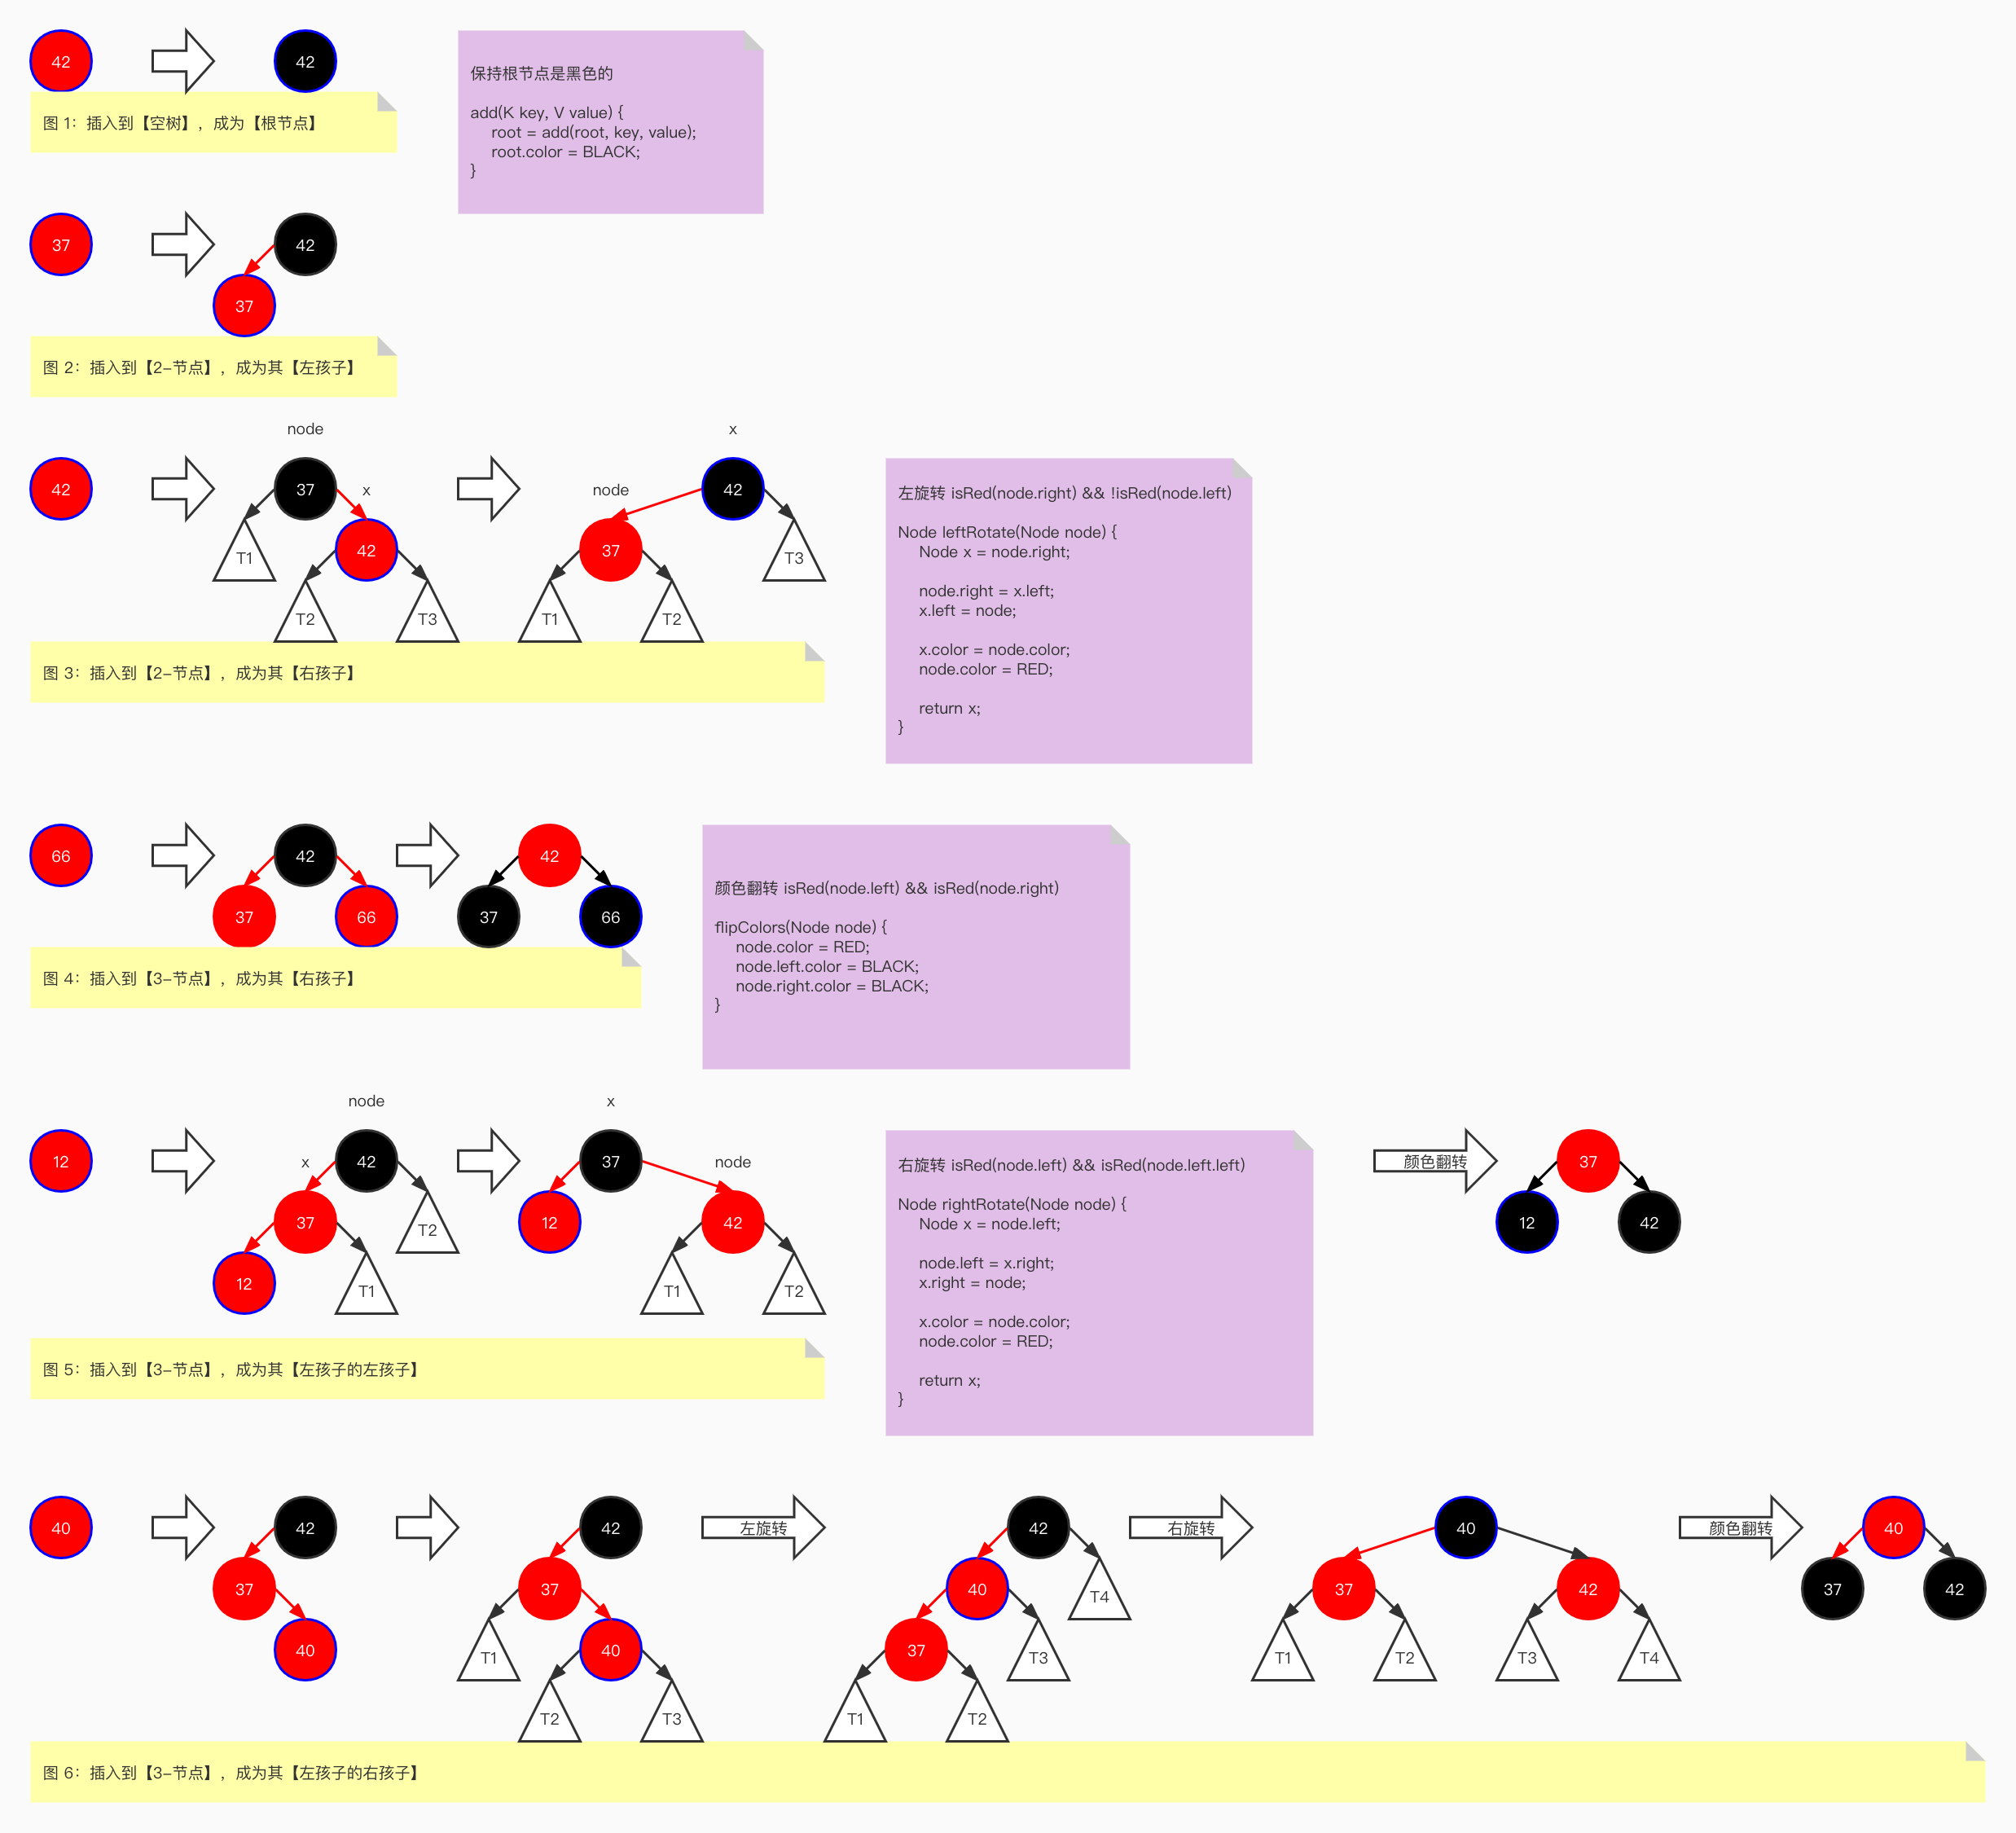 42
42
图 1：插入到【空树】，成为【根节点】
保持根节点是黑色的
add(K key, V value) {
root = add(root, key, value);
root.color = BLACK;
}
37
42
37
图 2：插入到【2-节点】，成为其【左孩子】
node
x
42
37
x
node
42
T1
42
37
T3
T2
T3
T1
T2
图 3：插入到【2-节点】，成为其【右孩子】
左旋转 isRed(node.right) && !isRed(node.left)
Node leftRotate(Node node) {
Node x = node.right;
node.right = x.left;
x.left = node;
x.color = node.color;
node.color = RED;
return x;
}
66
42
42
37
66
37
66
图 4：插入到【3-节点】，成为其【右孩子】
颜色翻转 isRed(node.left) && isRed(node.right)
flipColors(Node node) {
node.color = RED;
node.left.color = BLACK;
node.right.color = BLACK;
}
node
x
12
x
42
37
node
37
T2
12
42
12
T1
T1
T2
图 5：插入到【3-节点】，成为其【左孩子的左孩子】
右旋转 isRed(node.left) && isRed(node.left.left)
Node rightRotate(Node node) {
Node x = node.left;
node.left = x.right;
x.right = node;
x.color = node.color;
node.color = RED;
return x;
}
颜色翻转
37
12
42
40
42
42
左旋转
42
右旋转
40
颜色翻转
40
37
37
40
T4
37
42
37
42
40
T1
40
37
T3
T1
T2
T3
T4
T2
T3
T1
T2
图 6：插入到【3-节点】，成为其【左孩子的右孩子】